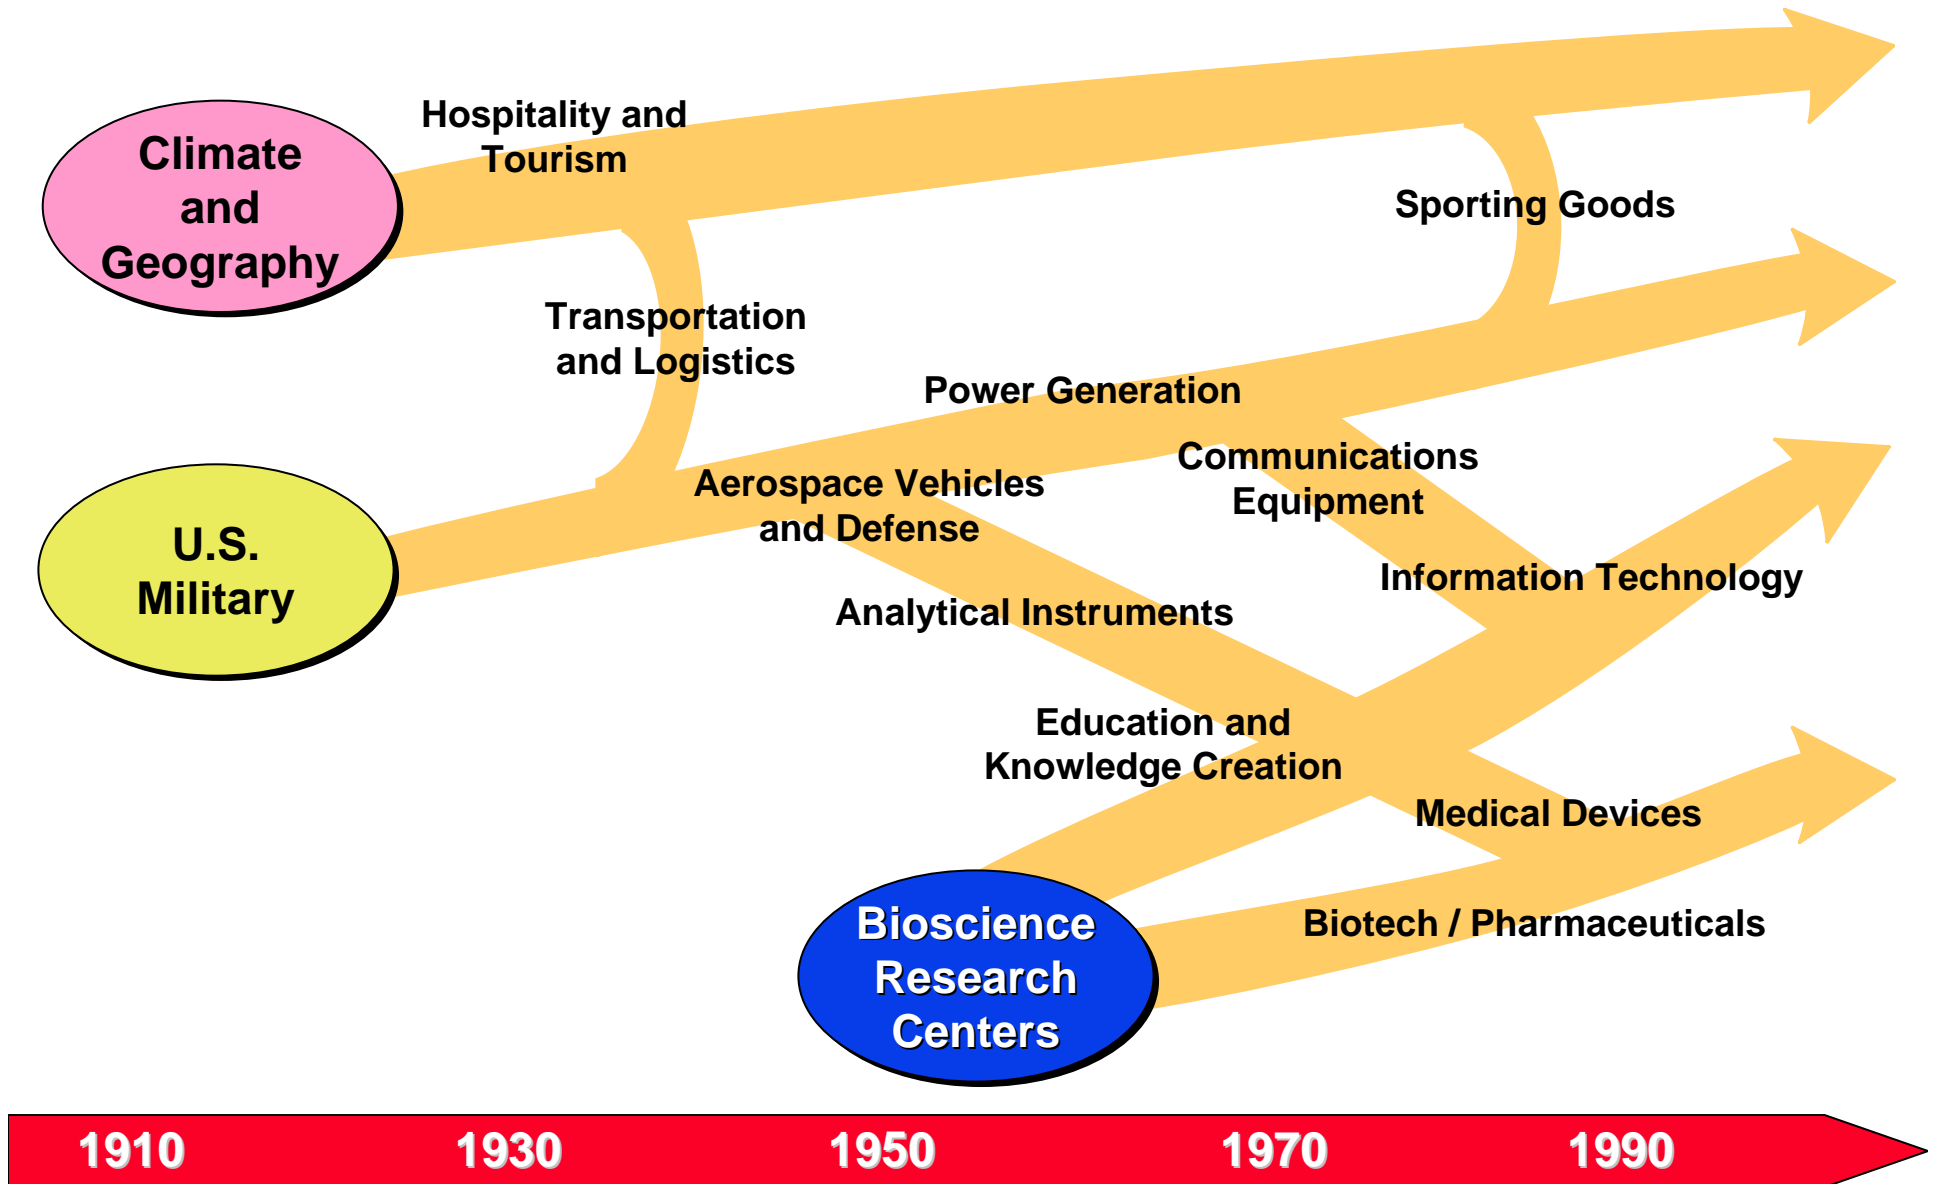 Hospitality and
Tourism
Climate
and
Geography
Sporting Goods
Transportation
and Logistics
Power Generation
Communications
Equipment
Aerospace Vehicles
and Defense
U.S.
Military
Information Technology
Analytical Instruments
Education and
Knowledge Creation
Medical Devices
Biotech / Pharmaceuticals
Bioscience
Research
Centers
1910 1930 1950 1970 1990